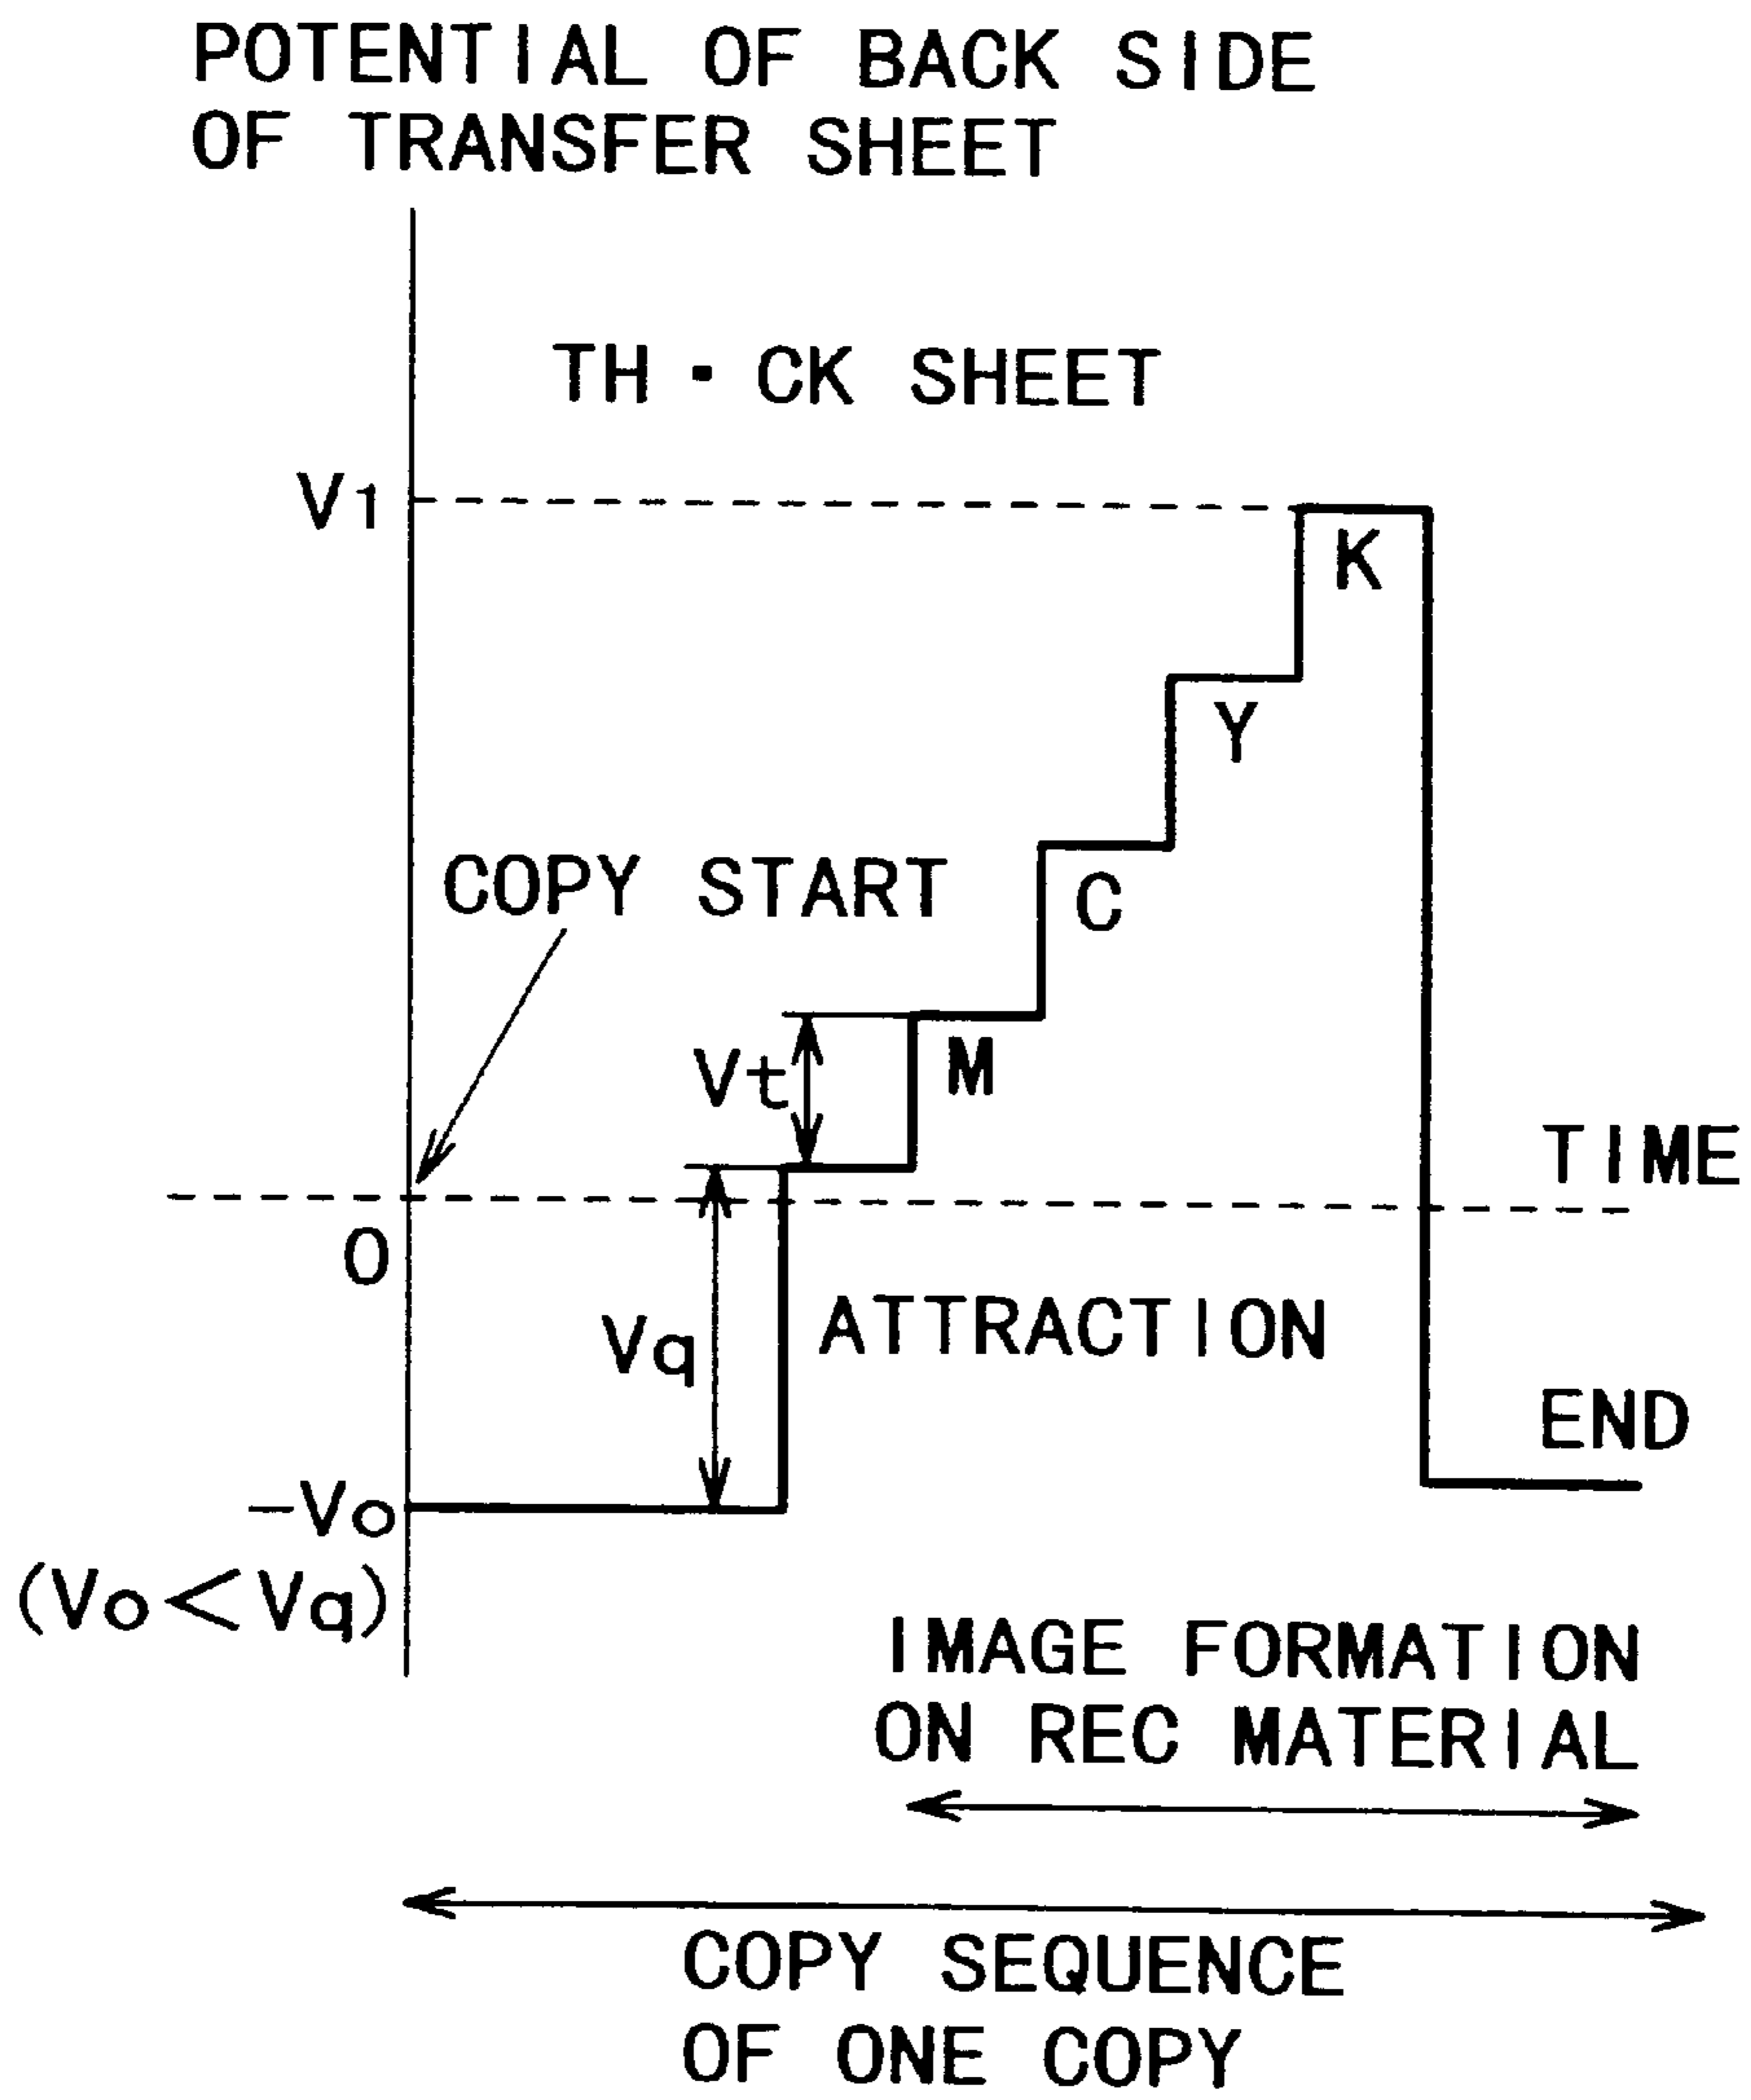 POTENTIAL OF BACK SIDE
OF TRANSFER SHEET
TH・CK SHEET
V1
K
Y
COPY START
C
Vt
M
TIME
0
Vq
ATTRACTION
END
-Vo
(Vo<Vq)
IMAGE FORMATION
ON REC MATERIAL
COPY SEQUENCE
OF ONE COPY